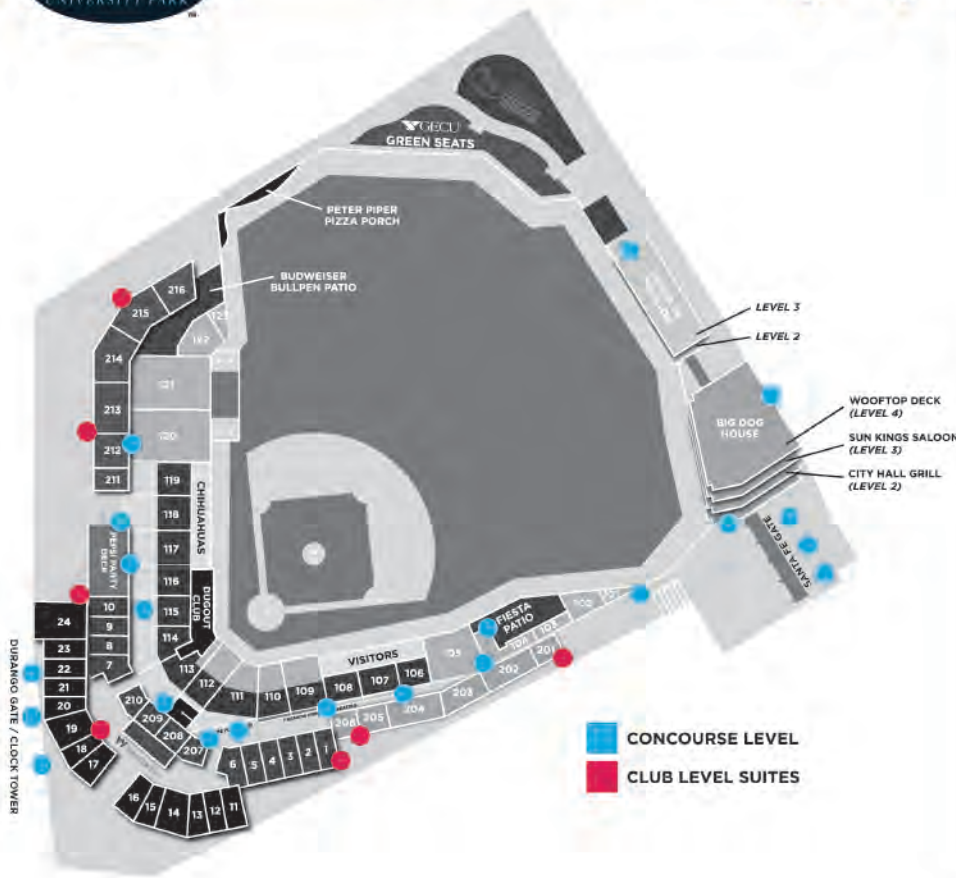 UNIVERSITY PARK
GECU
GREEN SEATS
PETER PIPER
PIZZA PORCH
BUDWEISER
BULLPEN PATIO
216
215
214
213
212
211
123
122
121
120
LEVEL 3
LEVEL 2
BIG DOG
HOUSE
WOOFTOP DECK
(LEVEL 4)
SUN KINGS SALOON
(LEVEL 3)
CITY HALL GRILL
(LEVEL 2)
SANTA FE GATE
119
118
117
116
115
114
113
112
111
110
109
108
107
106
105
104
103
102
CHIHUAHUAS
DUGOUT
CLUB
VISITORS
FIESTA
PATIO
PEPSI PARTY
DECK
10
9
8
7
24
23
22
21
20
19
18
17
16
15
14
13
12
11
210
209
208
207
6
5
4
3
2
1
206
205
204
203
202
201
DURANGO GATE / CLOCK TOWER
CONCOURSE LEVEL
CLUB LEVEL SUITES